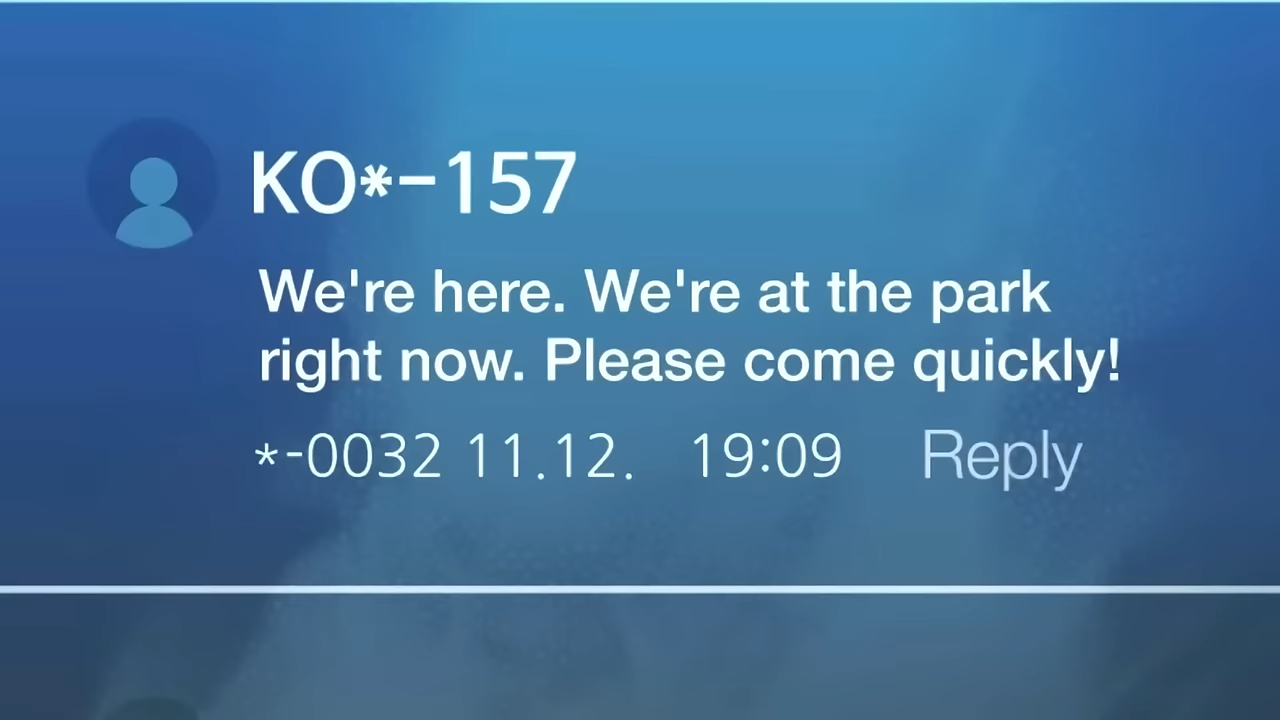 KO*-157
We're here. We're at the park
right now. Please come quickly!
*-0032 11.12. 19:09 Reply